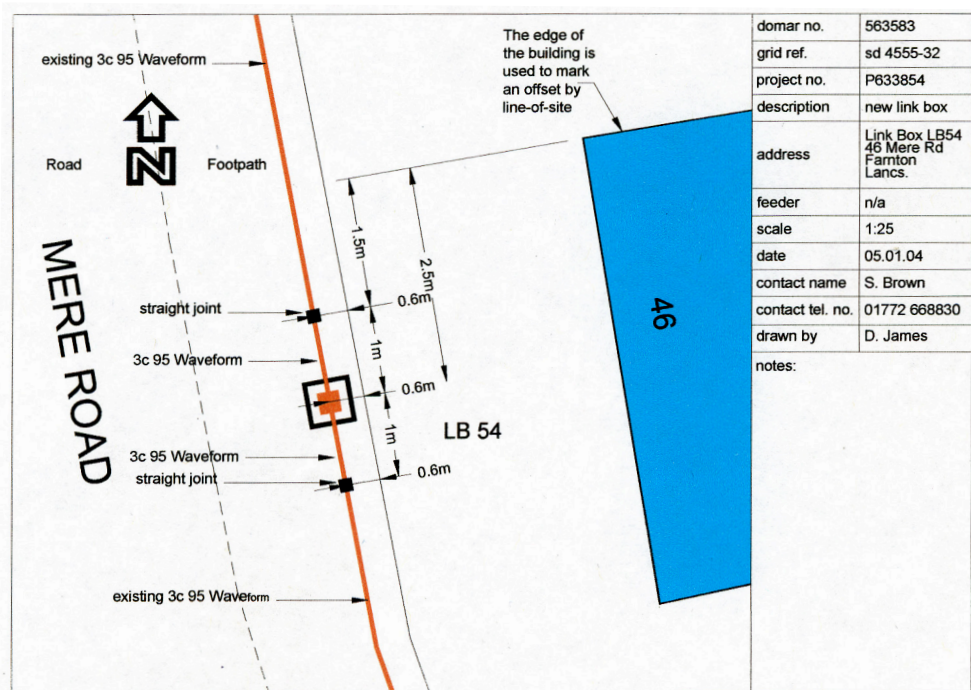 existing 3c 95 Waveform
The edge of
the building is
used to mark
an offset by
line-of-site
N
Road
Footpath
1.5m
2.5m
MERE ROAD
straight joint
0.6m
46
3c 95 Waveform
1m
0.6m
LB 54
1m
3c 95 Waveform
straight joint
0.6m
existing 3c 95 Waveform
domar no. 563583
grid ref. sd 4555-32
project no. P633854
description new link box
address Link Box LB54
46 Mere Rd
Farnton
Lancs.
feeder n/a
scale 1:25
date 05.01.04
contact name S. Brown
contact tel. no. 01772 668830
drawn by D. James
notes: